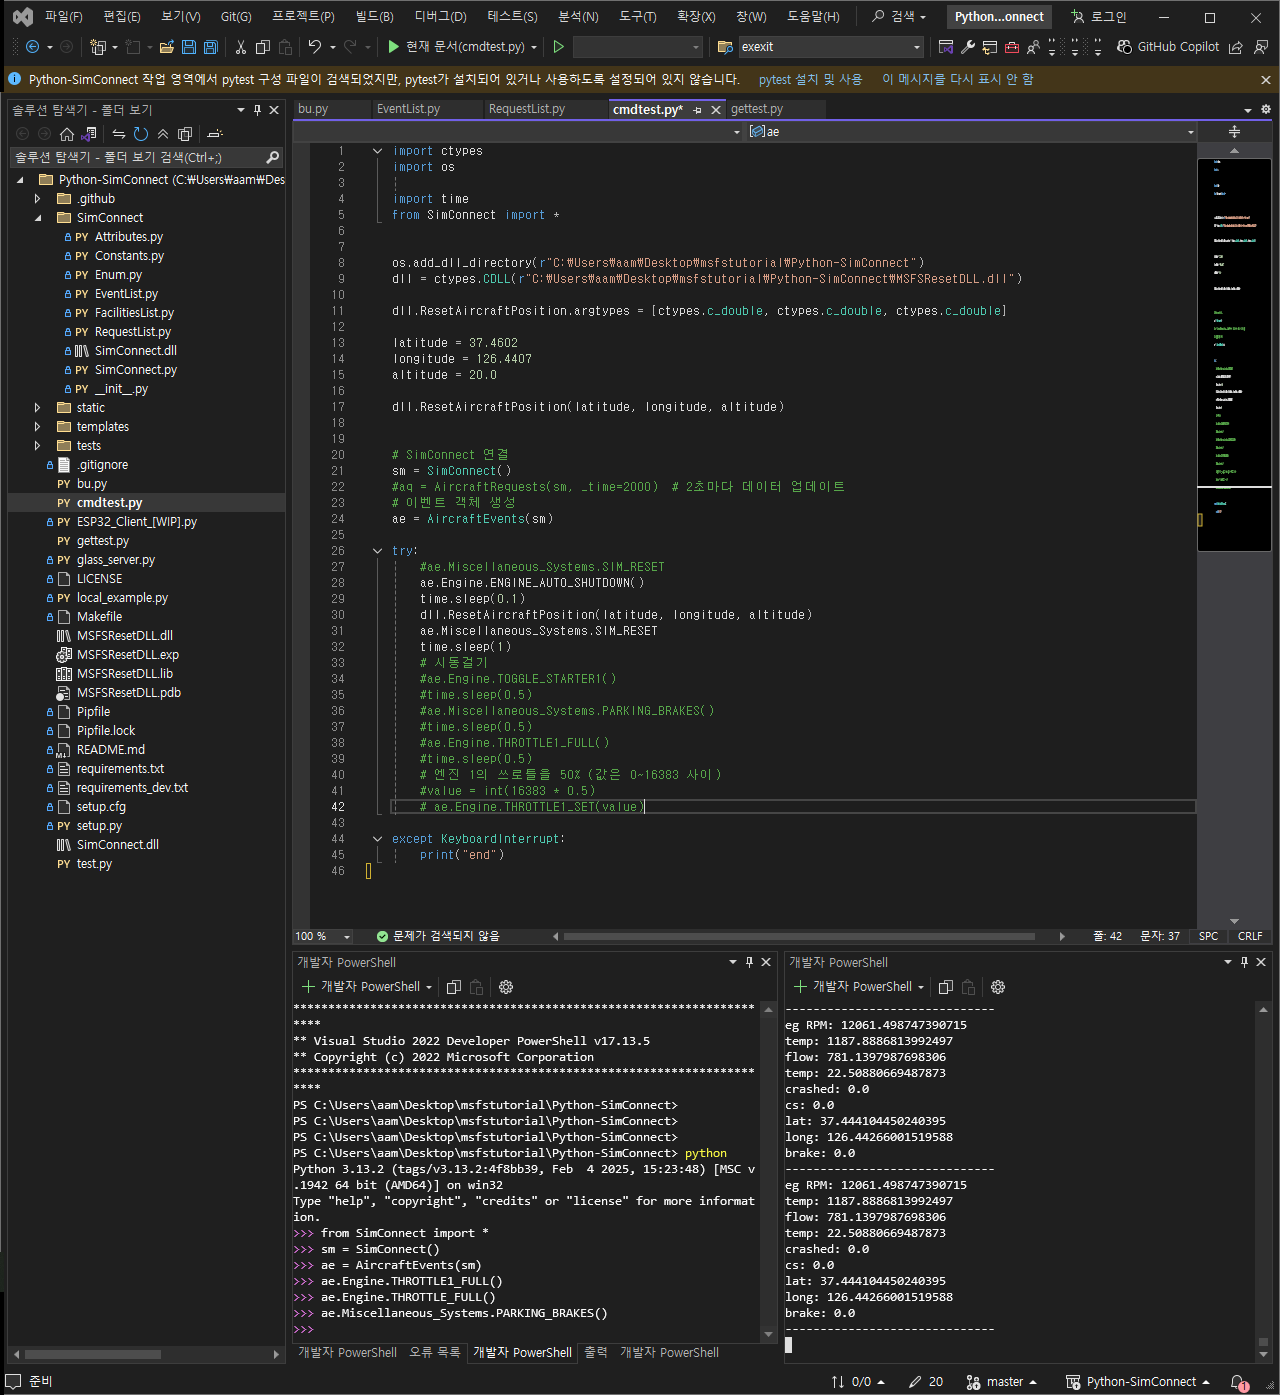 파일(F) 편집(E) 보기(V) Git(G) 프로젝트(P) 빌드(B) 디버그(D) 테스트(S) 분석(N) 도구(T) 확장(X) 창(W) 도움말(H) 검색 Python...onnect 로그인
현재 문서(cmdtest.py) exexit GitHub Copilot
Python-SimConnect 작업 영역에서 pytest 구성 파일이 검색되었지만, pytest가 설치되어 있거나 사용하도록 설정되어 있지 않습니다. pytest 설치 및 사용 이 메시지를 다시 표시 안 함
솔루션 탐색기 - 폴더 보기
솔루션 탐색기 - 폴더 보기 검색(Ctrl+;)
Python-SimConnect (C:₩Users₩aam₩Des
.github
SimConnect
PY Attributes.py
PY Constants.py
PY Enum.py
PY EventList.py
PY FacilitiesList.py
PY RequestList.py
SimConnect.dll
PY SimConnect.py
PY __init__.py
static
templates
tests
.gitignore
PY bu.py
PY cmdtest.py
PY ESP32_Client_[WIP].py
PY gettest.py
PY glass_server.py
LICENSE
PY local_example.py
Makefile
MSFSResetDLL.dll
MSFSResetDLL.exp
MSFSResetDLL.lib
MSFSResetDLL.pdb
Pipfile
Pipfile.lock
README.md
requirements.txt
requirements_dev.txt
setup.cfg
PY setup.py
SimConnect.dll
PY test.py
bu.py EventList.py RequestList.py cmdtest.py* gettest.py
ae
1 import ctypes
2 import os
3
4 import time
5 from SimConnect import *
6
7
8 os.add_dll_directory(r"C:₩Users₩aam₩Desktop₩msfstutorial₩Python-SimConnect")
9 dll = ctypes.CDLL(r"C:₩Users₩aam₩Desktop₩msfstutorial₩Python-SimConnect₩MSFSResetDLL.dll")
10
11 dll.ResetAircraftPosition.argtypes = [ctypes.c_double, ctypes.c_double, ctypes.c_double]
12
13 latitude = 37.4602
14 longitude = 126.4407
15 altitude = 20.0
16
17 dll.ResetAircraftPosition(latitude, longitude, altitude)
18
19
20 # SimConnect 연결
21 sm = SimConnect()
22 #aq = AircraftRequests(sm, _time=2000) # 2초마다 데이터 업데이트
23 # 이벤트 객체 생성
24 ae = AircraftEvents(sm)
25
26 try:
27 #ae.Miscellaneous_Systems.SIM_RESET
28 ae.Engine.ENGINE_AUTO_SHUTDOWN()
29 time.sleep(0.1)
30 dll.ResetAircraftPosition(latitude, longitude, altitude)
31 ae.Miscellaneous_Systems.SIM_RESET
32 time.sleep(1)
33 # 시동걸기
34 #ae.Engine.TOGGLE_STARTER1()
35 #time.sleep(0.5)
36 #ae.Miscellaneous_Systems.PARKING_BRAKES()
37 #time.sleep(0.5)
38 #ae.Engine.THROTTLE1_FULL()
39 #time.sleep(0.5)
40 # 엔진 1의 쓰로틀을 50% (값은 0~16383 사이)
41 #value = int(16383 * 0.5)
42 # ae.Engine.THROTTLE1_SET(value)
43
44 except KeyboardInterrupt:
45 print("end")
46
100 % 문제가 검색되지 않음 줄: 42 문자: 37 SPC CRLF
개발자 PowerShell
개발자 PowerShell
******************************************************************
****
** Visual Studio 2022 Developer PowerShell v17.13.5
** Copyright (c) 2022 Microsoft Corporation
******************************************************************
****
PS C:\Users\aam\Desktop\msfstutorial\Python-SimConnect>
PS C:\Users\aam\Desktop\msfstutorial\Python-SimConnect>
PS C:\Users\aam\Desktop\msfstutorial\Python-SimConnect>
PS C:\Users\aam\Desktop\msfstutorial\Python-SimConnect> python
Python 3.13.2 (tags/v3.13.2:4f8bb39, Feb  4 2025, 15:23:48) [MSC v
.1942 64 bit (AMD64)] on win32
Type "help", "copyright", "credits" or "license" for more informat
ion.
>>> from SimConnect import *
>>> sm = SimConnect()
>>> ae = AircraftEvents(sm)
>>> ae.Engine.THROTTLE1_FULL()
>>> ae.Engine.THROTTLE_FULL()
>>> ae.Miscellaneous_Systems.PARKING_BRAKES()
>>>
개발자 PowerShell 오류 목록 개발자 PowerShell 출력 개발자 PowerShell
개발자 PowerShell
개발자 PowerShell
------------------------------
eg RPM: 12061.498747390715
temp: 1187.8886813992497
flow: 781.1397987698306
temp: 22.50880669487873
crashed: 0.0
cs: 0.0
lat: 37.444104450240395
long: 126.44266001519588
brake: 0.0
------------------------------
eg RPM: 12061.498747390715
temp: 1187.8886813992497
flow: 781.1397987698306
temp: 22.50880669487873
crashed: 0.0
cs: 0.0
lat: 37.444104450240395
long: 126.44266001519588
brake: 0.0
------------------------------
준비 0/0 20 master Python-SimConnect 1